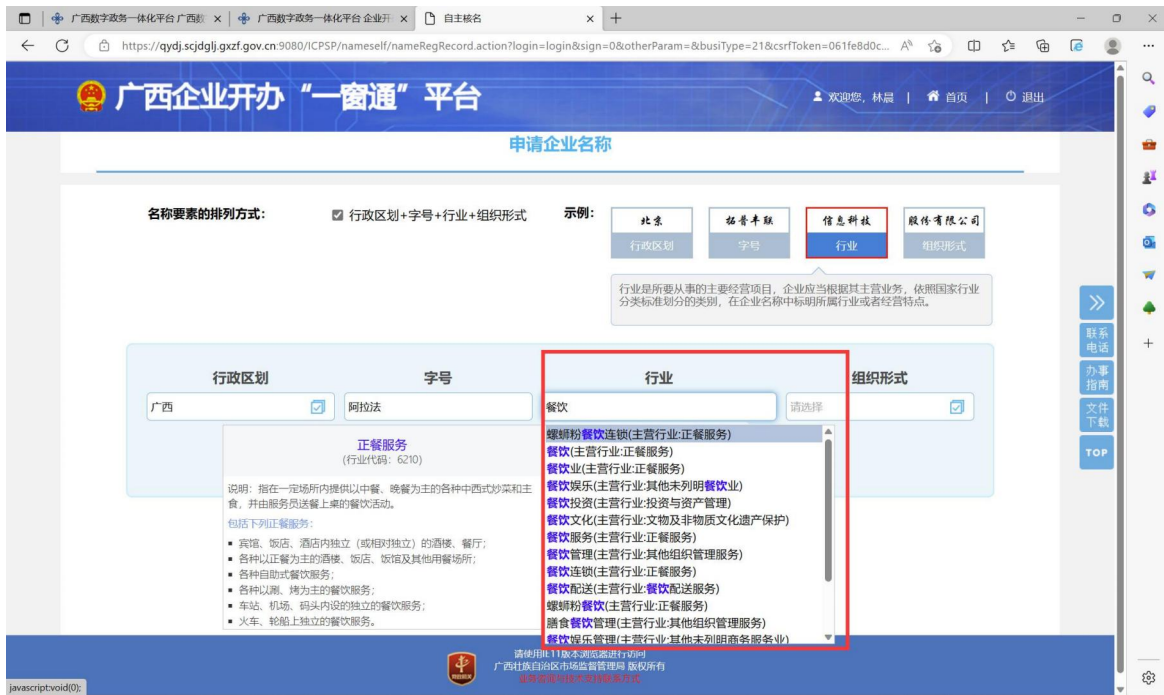 广西数字政务一体化平台 广西数
广西数字政务一体化平台 企业开
自主核名
https://qydj.scjdglj.gxzf.gov.cn:9080/ICPSP/nameself/nameRegRecord.action?login=login&sign=0&otherParam=&busiType=21&csrfToken=061fe8d0c...
广西企业开办“一窗通”平台
欢迎您, 林晨 | 首页 | 退出
申请企业名称
名称要素的排列方式:
行政区划+字号+行业+组织形式
示例:
北京 拓普丰联 信息科技 股份有限公司
行政区划 字号 行业 组织形式
行业是所要从事的主要经营项目，企业应当根据其主营业务，依照国家行业
分类标准划分的类别，在企业名称中标明所属行业或者经营特点。
联系
电话
办事
指南
文件
下载
TOP
行政区划 字号 行业 组织形式
广西 阿拉法 餐饮 请选择
正餐服务
(行业代码: 6210)
说明: 指在一定场所内提供以中餐、晚餐为主的各种中西式炒菜和主
食，并由服务员送餐上桌的餐饮活动。
包括下列正餐服务:
▪ 宾馆、饭店、酒店内独立（或相对独立）的酒楼、餐厅;
▪ 各种以正餐为主的酒楼、饭店、饭馆及其他用餐场所;
▪ 各种自助式餐饮服务;
▪ 各种以涮、烤为主的餐饮服务;
▪ 车站、机场、码头内设的独立的餐饮服务;
▪ 火车、轮船上独立的餐饮服务。
螺蛳粉餐饮连锁(主营行业:正餐服务)
餐饮(主营行业:正餐服务)
餐饮业(主营行业:正餐服务)
餐饮娱乐(主营行业:其他未列明餐饮业)
餐饮投资(主营行业:投资与资产管理)
餐饮文化(主营行业:文物及非物质文化遗产保护)
餐饮服务(主营行业:正餐服务)
餐饮管理(主营行业:其他组织管理服务)
餐饮连锁(主营行业:正餐服务)
餐饮配送(主营行业:餐饮配送服务)
螺蛳粉餐饮(主营行业:正餐服务)
膳食餐饮管理(主营行业:其他组织管理服务)
餐饮娱乐管理(主营行业:其他未列明商务服务业)
请使用IE11版本浏览器进行访问
广西壮族自治区市场监督管理局 版权所有
业务咨询与技术支持联系方式
javascript:void(0);